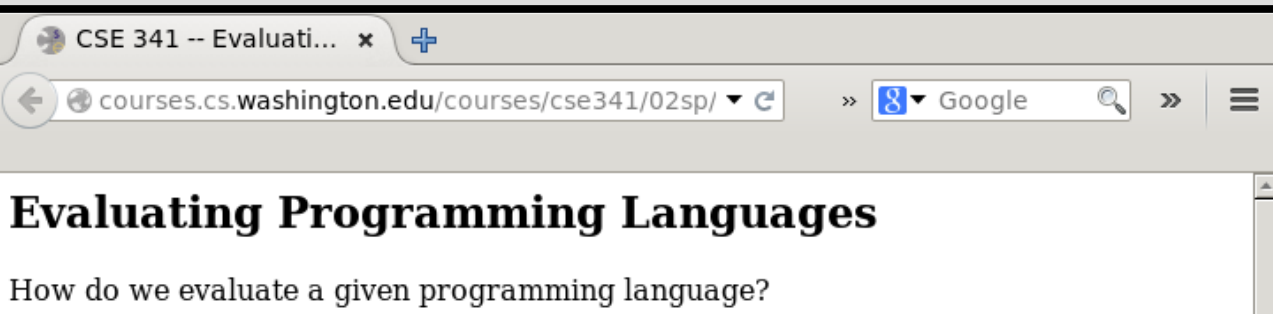 CSE 341 -- Evaluati...
courses.cs.washington.edu/courses/cse341/02sp/ » 8 Google »
Evaluating Programming Languages
How do we evaluate a given programming language?